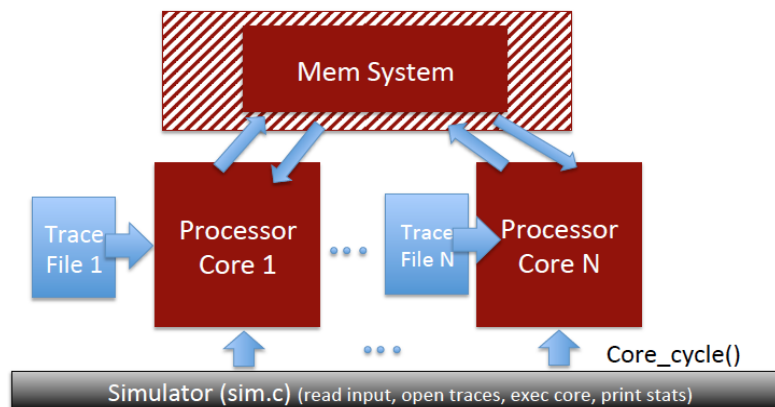 Mem System
Trace
File 1
Processor
Core 1
Trace
File N
Processor
Core N
Core_cycle()
Simulator (sim.c) (read input, open traces, exec core, print stats)